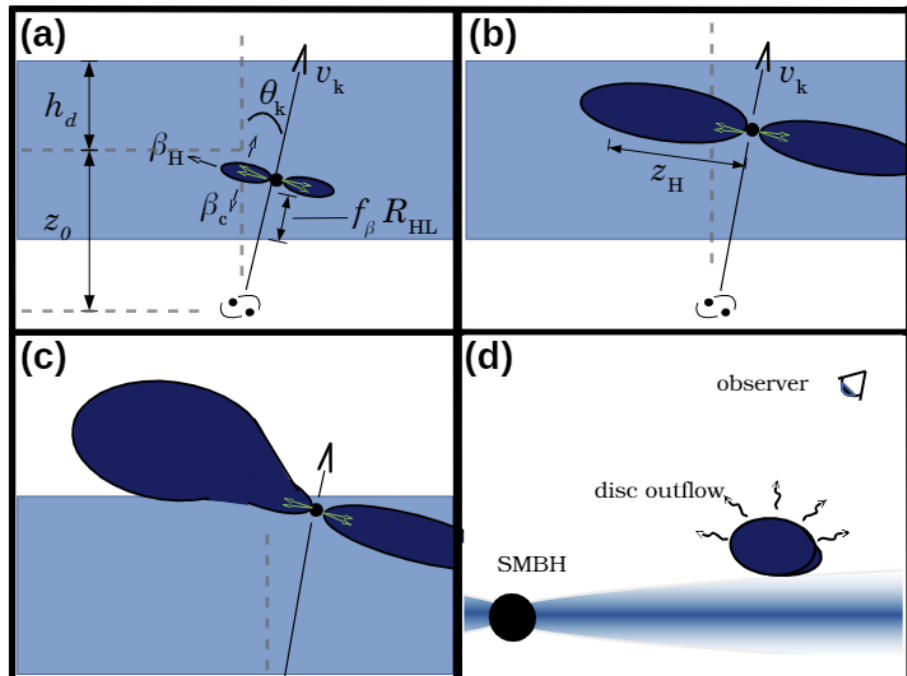 (a)
v_k
θ_k
h_d
β_H
β_c
z_0
f_β R_HL
(b)
v_k
z_H
(c)
(d)
observer
disc outflow
SMBH